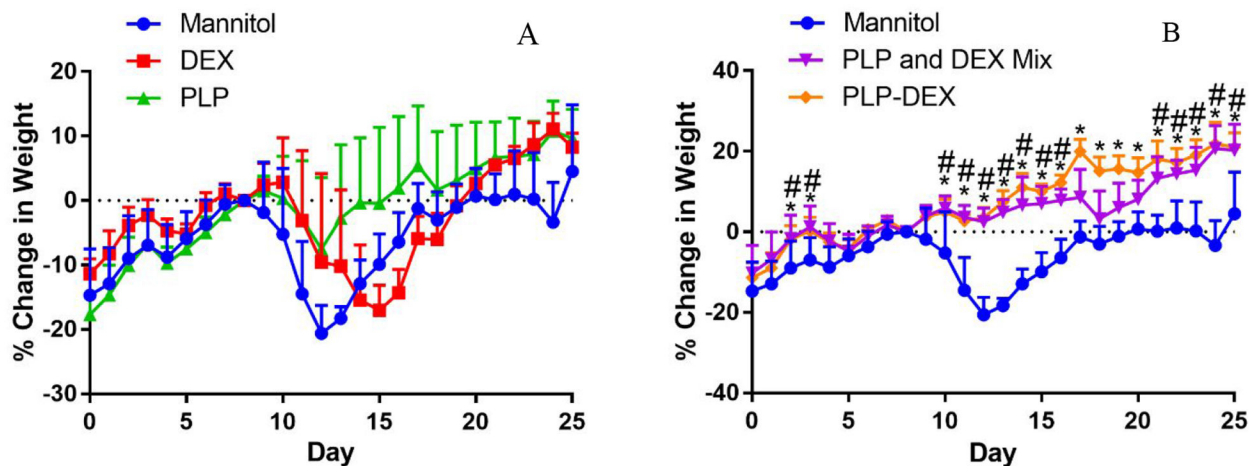 Mannitol
DEX
PLP
A
20
10
0
-10
-20
-30
% Change in Weight
0
5
10
15
20
25
Day
Mannitol
PLP and DEX Mix
PLP-DEX
B
40
20
0
-20
-40
% Change in Weight
# # # # # # # # # # # # # #
* * * * * * * * * * * * * * * * * *
0
5
10
15
20
25
Day